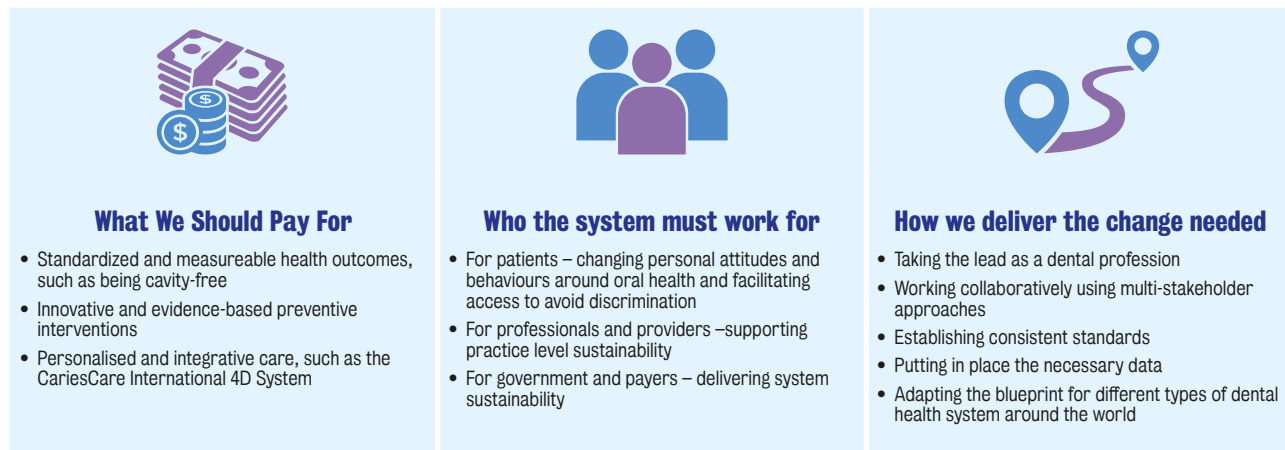 $
$
What We Should Pay For
• Standardized and measureable health outcomes,
such as being cavity-free
• Innovative and evidence-based preventive
interventions
• Personalised and integrative care, such as the
CariesCare International 4D System
Who the system must work for
• For patients – changing personal attitudes and
behaviours around oral health and facilitating
access to avoid discrimination
• For professionals and providers –supporting
practice level sustainability
• For government and payers – delivering system
sustainability
How we deliver the change needed
• Taking the lead as a dental profession
• Working collaboratively using multi-stakeholder
approaches
• Establishing consistent standards
• Putting in place the necessary data
• Adapting the blueprint for different types of dental
health system around the world